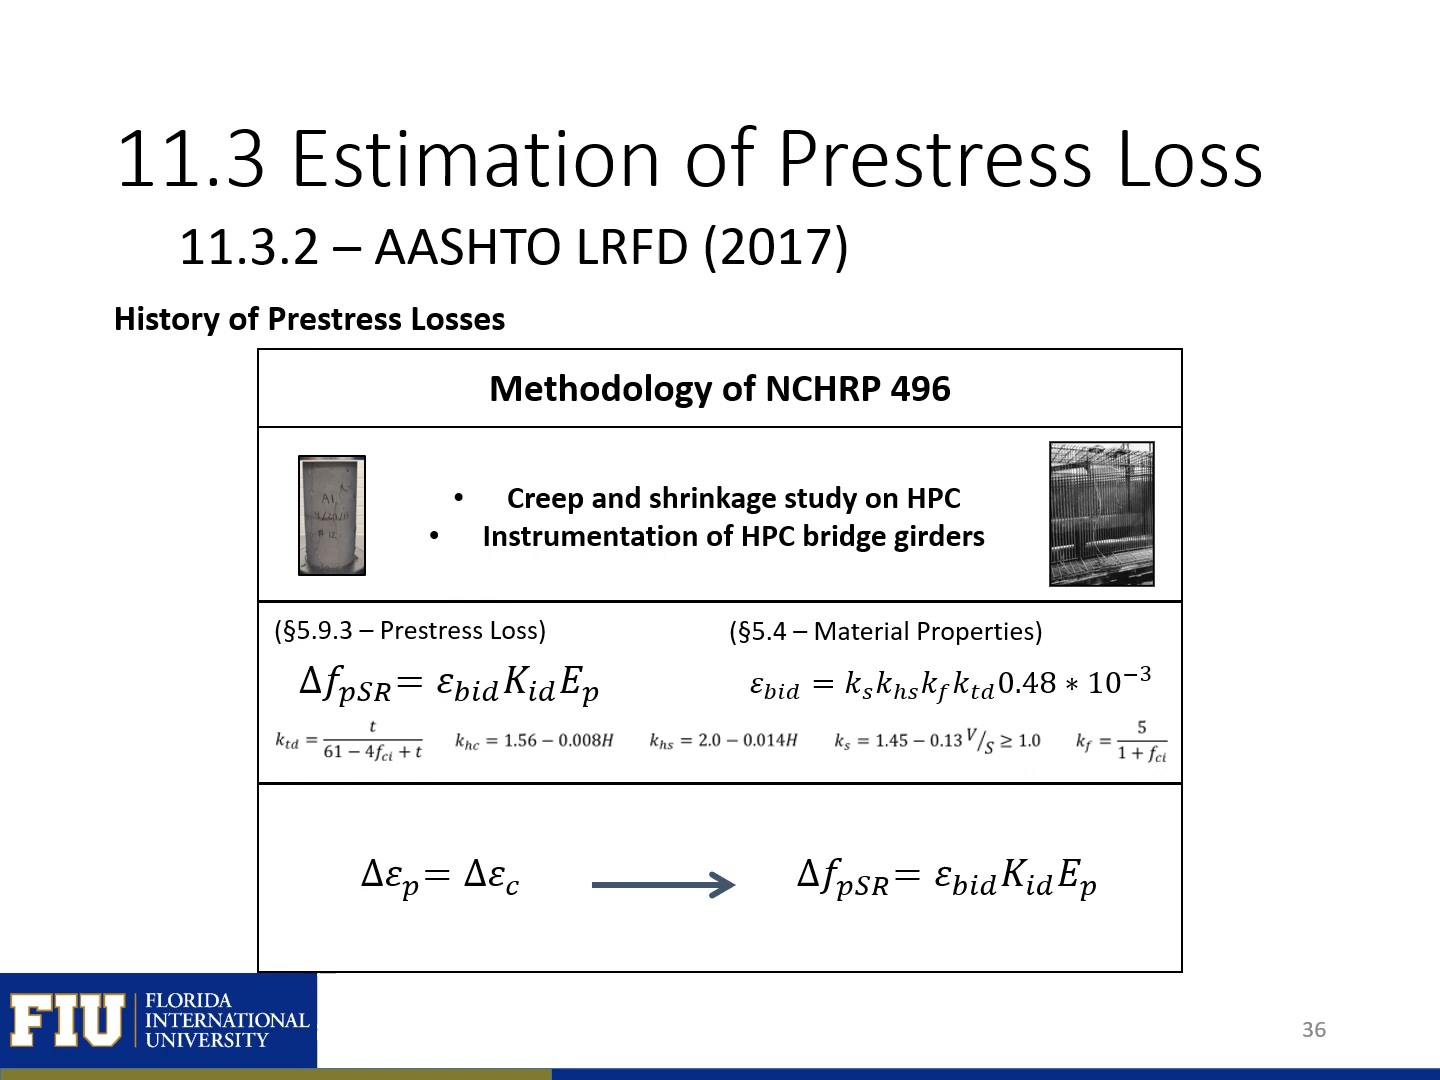 11.3 Estimation of Prestress Loss
11.3.2 – AASHTO LRFD (2017)
History of Prestress Losses
Methodology of NCHRP 496
• Creep and shrinkage study on HPC
• Instrumentation of HPC bridge girders
(§5.9.3 – Prestress Loss)
(§5.4 – Material Properties)
Δf_pSR = ε_bid K_id E_p
ε_bid = k_s k_hs k_f k_td 0.48 * 10^−3
k_td = t / (61 − 4f_ci + t)
k_hc = 1.56 − 0.008H
k_hs = 2.0 − 0.014H
k_s = 1.45 − 0.13 V/S ≥ 1.0
k_f = 5 / (1 + f_ci)
Δε_p = Δε_c
Δf_pSR = ε_bid K_id E_p
FIU
FLORIDA
INTERNATIONAL
UNIVERSITY
36